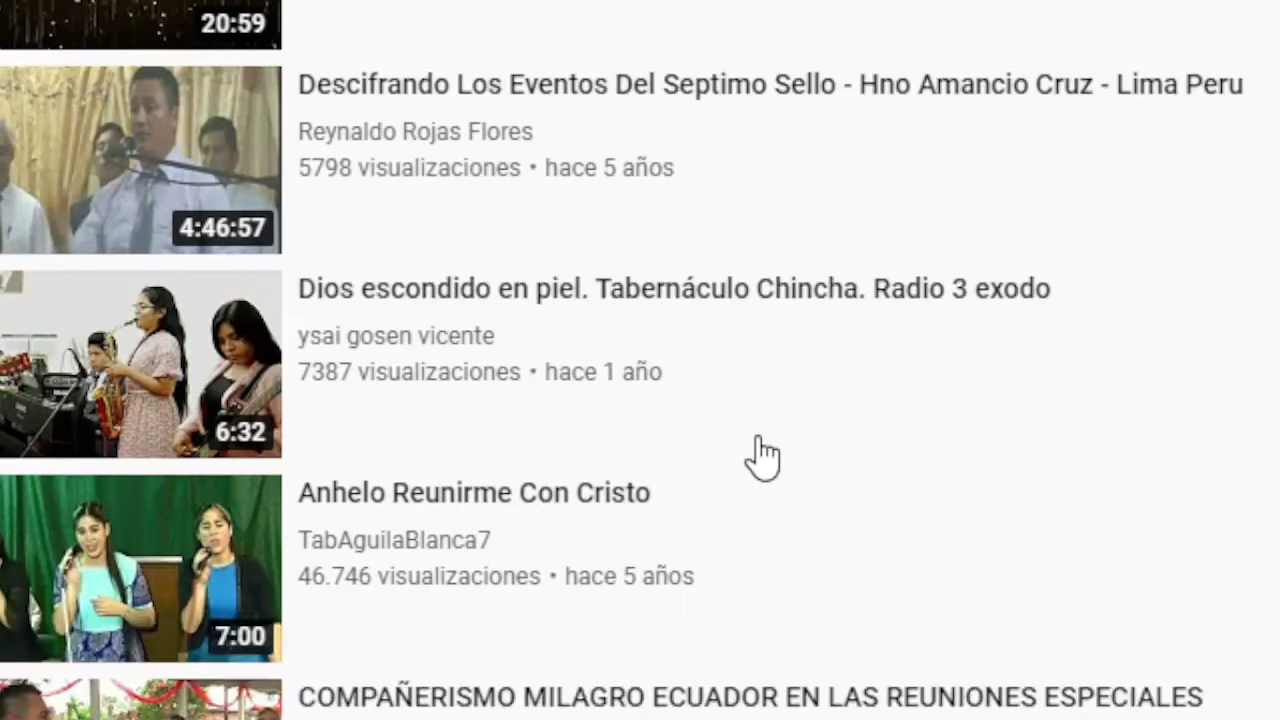 20:59
Descifrando Los Eventos Del Septimo Sello - Hno Amancio Cruz - Lima Peru
Reynaldo Rojas Flores
5798 visualizaciones • hace 5 años
4:46:57
Dios escondido en piel. Tabernáculo Chincha. Radio 3 exodo
ysai gosen vicente
7387 visualizaciones • hace 1 año
6:32
Anhelo Reunirme Con Cristo
TabAguilaBlanca7
46.746 visualizaciones • hace 5 años
7:00
COMPAÑERISMO MILAGRO ECUADOR EN LAS REUNIONES ESPECIALES